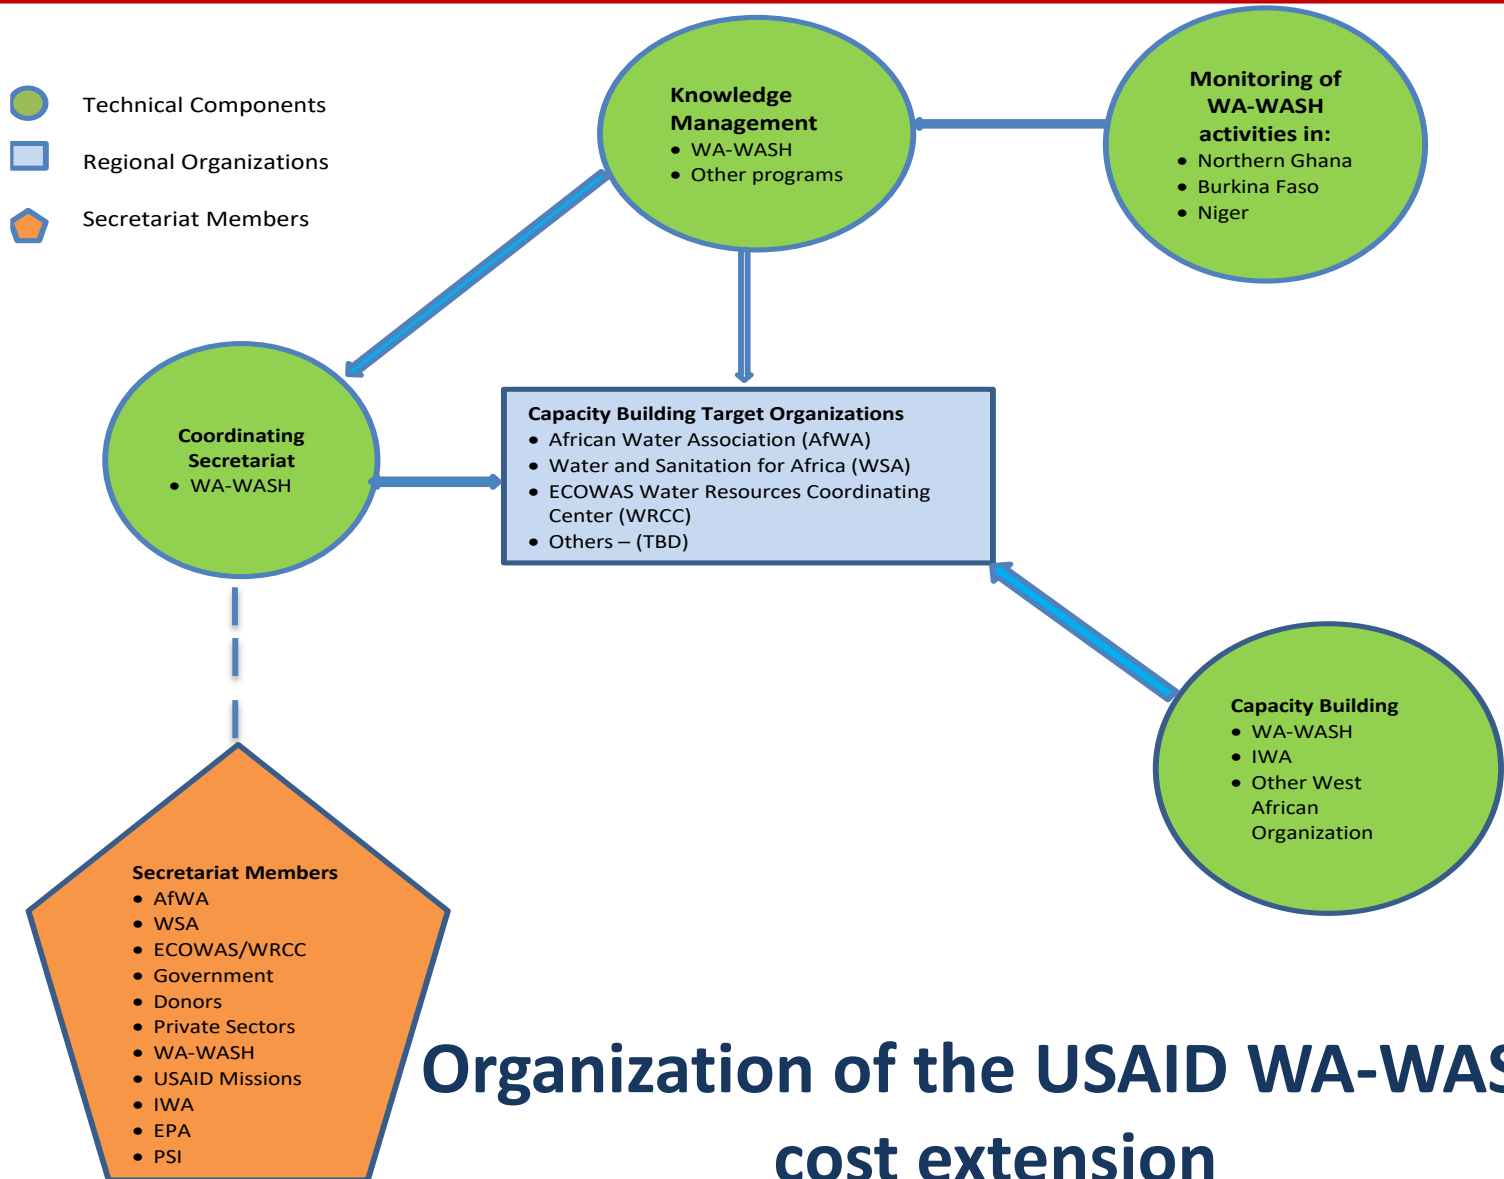 Technical Components
Regional Organizations
Secretariat Members
Knowledge
Management
• WA-WASH
• Other programs
Monitoring of
WA-WASH
activities in:
• Northern Ghana
• Burkina Faso
• Niger
Coordinating
Secretariat
• WA-WASH
Capacity Building Target Organizations
• African Water Association (AfWA)
• Water and Sanitation for Africa (WSA)
• ECOWAS Water Resources Coordinating
Center (WRCC)
• Others – (TBD)
Capacity Building
• WA-WASH
• IWA
• Other West
African
Organization
Secretariat Members
• AfWA
• WSA
• ECOWAS/WRCC
• Government
• Donors
• Private Sectors
• WA-WASH
• USAID Missions
• IWA
• EPA
• PSI
Organization of the USAID WA-WAS
cost extension